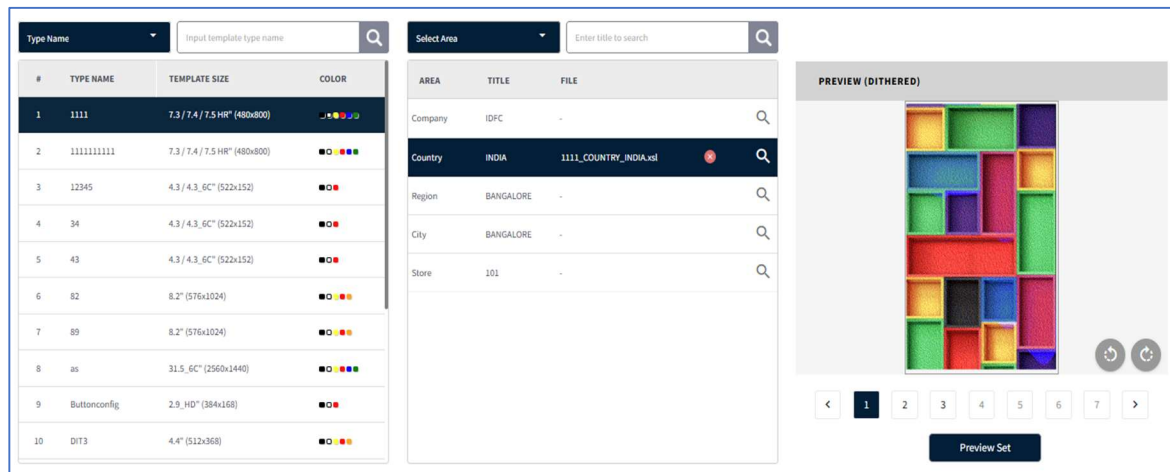 Type Name
Input template type name
# TYPE NAME TEMPLATE SIZE COLOR
1 1111 7.3 / 7.4 / 7.5 HR" (480x800)
2 1111111111 7.3 / 7.4 / 7.5 HR" (480x800)
3 12345 4.3 / 4.3_6C" (522x152)
4 34 4.3 / 4.3_6C" (522x152)
5 43 4.3 / 4.3_6C" (522x152)
6 82 8.2" (576x1024)
7 89 8.2" (576x1024)
8 as 31.5_6C" (2560x1440)
9 Buttonconfig 2.9_HD" (384x168)
10 DIT3 4.4" (512x368)
Select Area
Enter title to search
AREA TITLE FILE
Company IDFC -
Country INDIA 1111_COUNTRY_INDIA.xsl
Region BANGALORE -
City BANGALORE -
Store 101 -
PREVIEW (DITHERED)
< 1 2 3 4 5 6 7 >
Preview Set